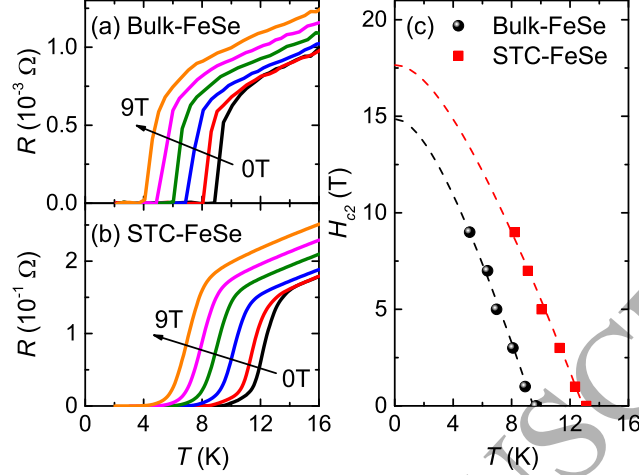 (a) Bulk-FeSe
R (10⁻³ Ω)
1.0
0.5
0.0
9T
0T
(b) STC-FeSe
R (10⁻¹ Ω)
2
1
0
9T
0T
0 4 8 12 16
T (K)
(c)
Bulk-FeSe
STC-FeSe
H_c2 (T)
20
15
10
5
0
0 4 8 12 16
T (K)